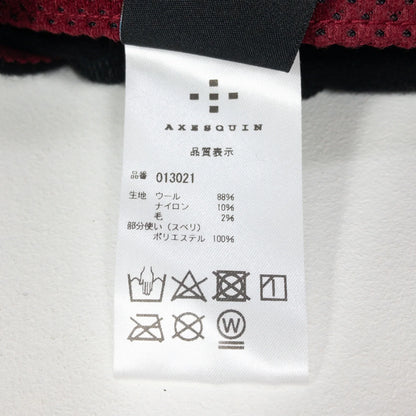 AXESQUIN
品質表示
品番 013021
生地 ウール 88%
ナイロン 10%
毛 2%
部分使い(スベリ)
ポリエステル 100%
W